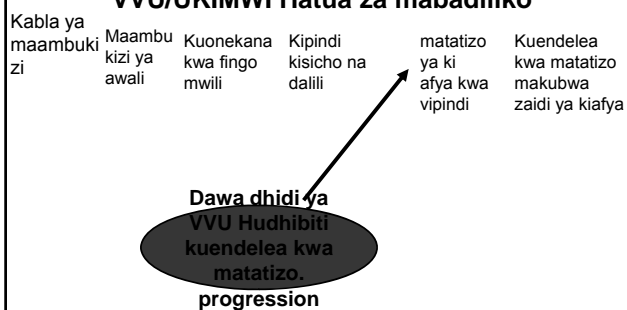 VVU/UKIMWI Hatua za mabadiliko
Kabla ya
maambuki
zi
Maambu
kizi ya
awali
Kuonekana
kwa fingo
mwili
Kipindi
kisicho na
dalili
matatizo
ya ki
afya kwa
vipindi
Kuendelea
kwa matatizo
makubwa
zaidi ya kiafya
Dawa dhidi ya
VVU Hudhibiti
kuendelea kwa
matatizo.
progression